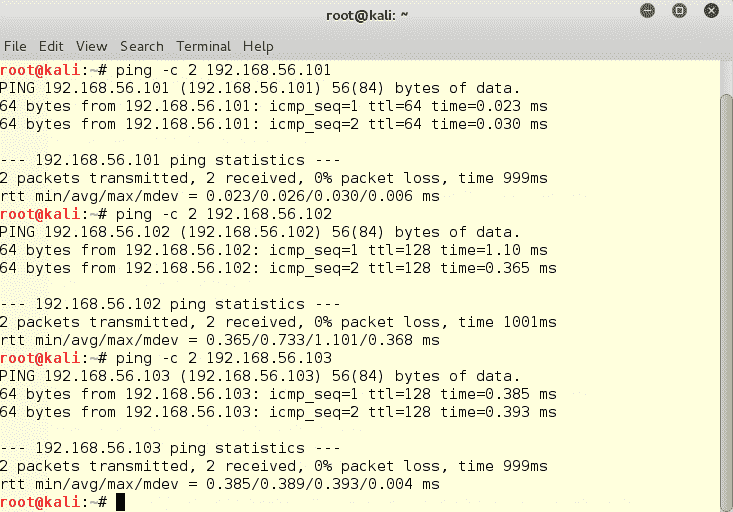 root@kali: ~
File Edit View Search Terminal Help
root@kali:~# ping -c 2 192.168.56.101
PING 192.168.56.101 (192.168.56.101) 56(84) bytes of data.
64 bytes from 192.168.56.101: icmp_seq=1 ttl=64 time=0.023 ms
64 bytes from 192.168.56.101: icmp_seq=2 ttl=64 time=0.030 ms

--- 192.168.56.101 ping statistics ---
2 packets transmitted, 2 received, 0% packet loss, time 999ms
rtt min/avg/max/mdev = 0.023/0.026/0.030/0.006 ms
root@kali:~# ping -c 2 192.168.56.102
PING 192.168.56.102 (192.168.56.102) 56(84) bytes of data.
64 bytes from 192.168.56.102: icmp_seq=1 ttl=128 time=1.10 ms
64 bytes from 192.168.56.102: icmp_seq=2 ttl=128 time=0.365 ms

--- 192.168.56.102 ping statistics ---
2 packets transmitted, 2 received, 0% packet loss, time 1001ms
rtt min/avg/max/mdev = 0.365/0.733/1.101/0.368 ms
root@kali:~# ping -c 2 192.168.56.103
PING 192.168.56.103 (192.168.56.103) 56(84) bytes of data.
64 bytes from 192.168.56.103: icmp_seq=1 ttl=128 time=0.385 ms
64 bytes from 192.168.56.103: icmp_seq=2 ttl=128 time=0.393 ms

--- 192.168.56.103 ping statistics ---
2 packets transmitted, 2 received, 0% packet loss, time 999ms
rtt min/avg/max/mdev = 0.385/0.389/0.393/0.004 ms
root@kali:~#